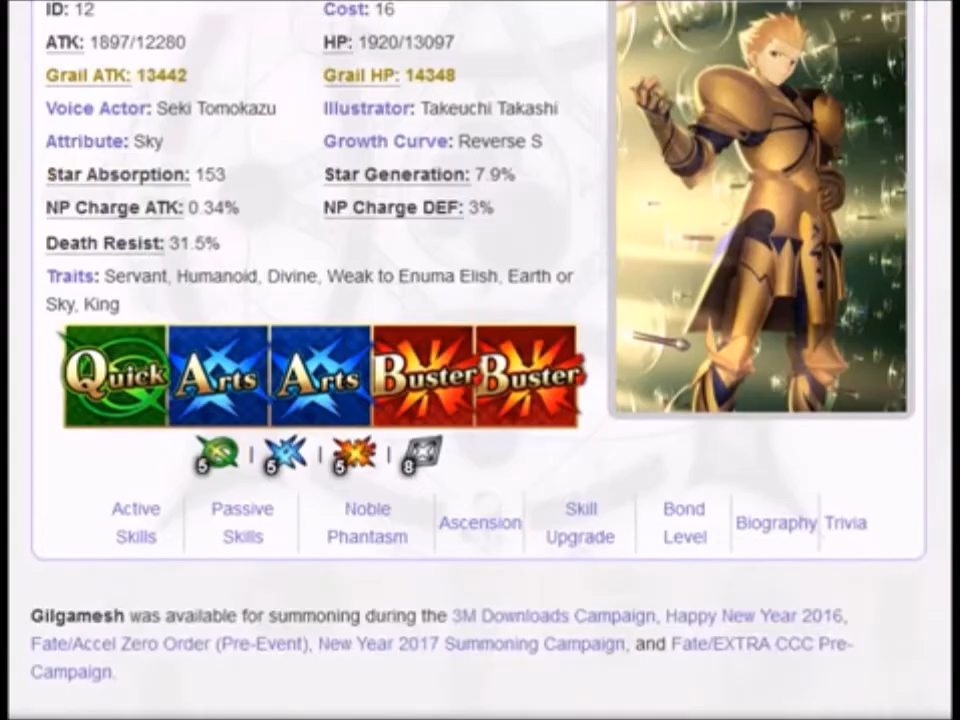 ID: 12 Cost: 16
ATK: 1897/12280 HP: 1920/13097
Grail ATK: 13442 Grail HP: 14348
Voice Actor: Seki Tomokazu Illustrator: Takeuchi Takashi
Attribute: Sky Growth Curve: Reverse S
Star Absorption: 153 Star Generation: 7.9%
NP Charge ATK: 0.34% NP Charge DEF: 3%
Death Resist: 31.5%
Traits: Servant, Humanoid, Divine, Weak to Enuma Elish, Earth or
Sky, King
Quick Arts Arts Buster Buster
5 | 5 | 5 | 8
Active Skills
Passive Skills
Noble Phantasm
Ascension
Skill Upgrade
Bond Level
Biography
Trivia
Gilgamesh was available for summoning during the 3M Downloads Campaign, Happy New Year 2016,
Fate/Accel Zero Order (Pre-Event), New Year 2017 Summoning Campaign, and Fate/EXTRA CCC Pre-
Campaign.